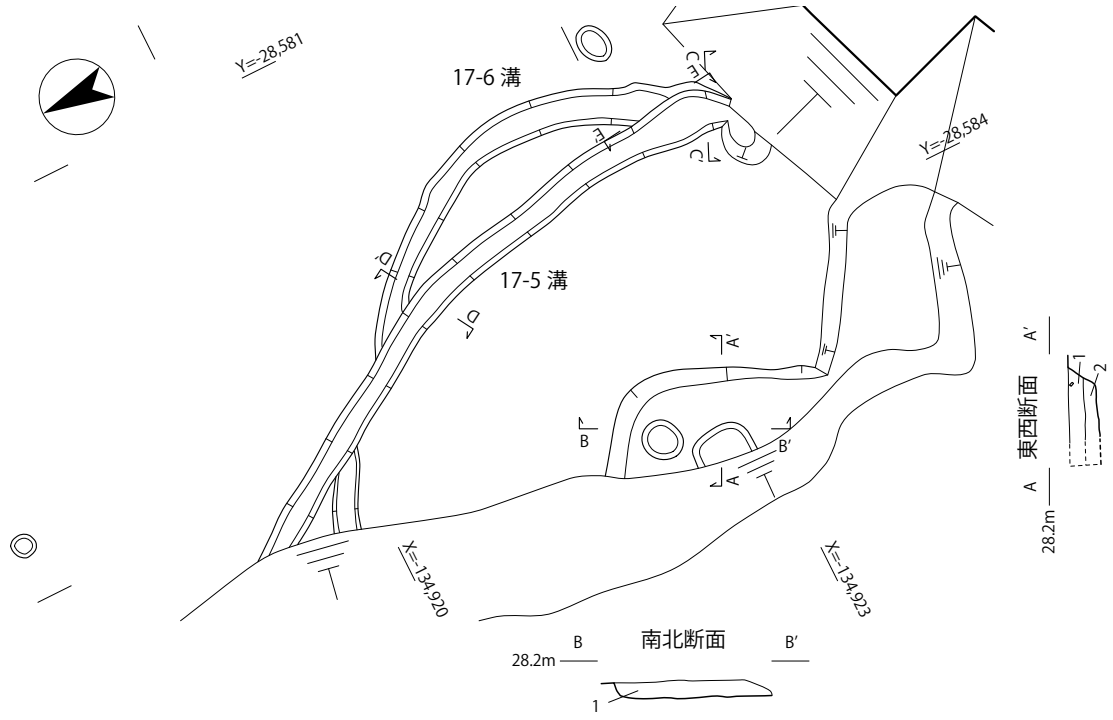 Y=-28,581
17-6 溝
C'
E
E'
C'
Y=-28,584
D'
17-5 溝
D
A'
B
B'
A
X=-134,920
X=-134,923
A'
東西断面
A
28.2m
1
2
B
南北断面
B'
28.2m
1